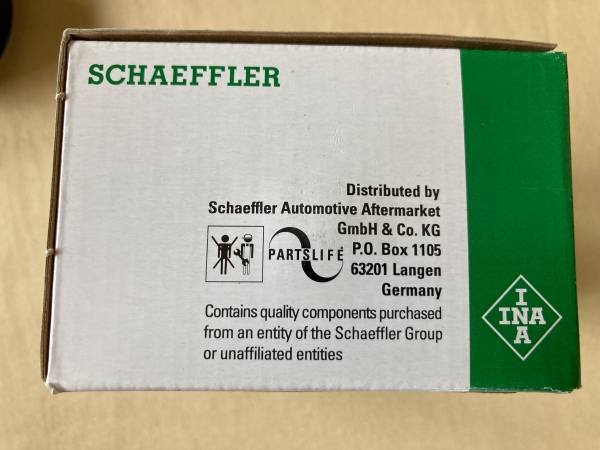 SCHAEFFLER
Distributed by
Schaeffler Automotive Aftermarket
GmbH & Co. KG
P.O. Box 1105
63201 Langen
Germany
PARTSLIFE
Contains quality components purchased
from an entity of the Schaeffler Group
or unaffiliated entities
INA
INA